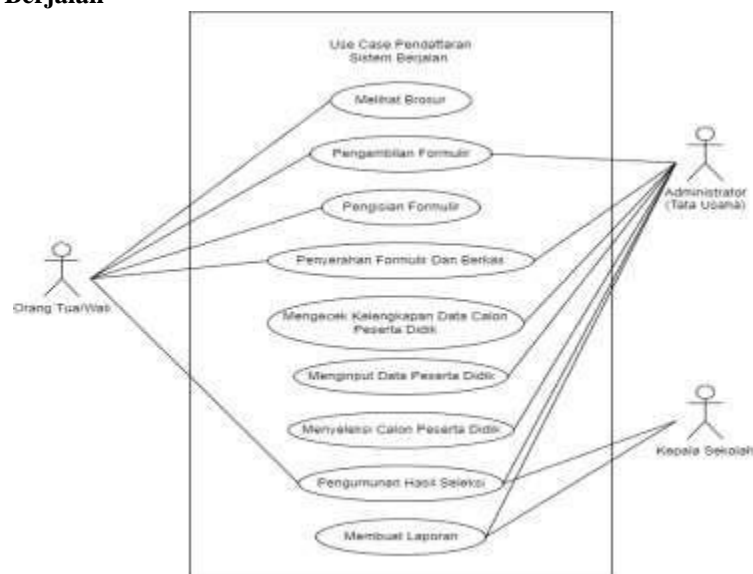 Berjalan
Use Case Pendaftaran
Sistem Berjalan
Melihat Brosur
Pengambilan Formulir
Pengisian Formulir
Penyerahan Formulir Dan Berkas
Mengecek Kelengkapan Data Calon
Peserta Didik
Menginput Data Peserta Didik
Menyeleksi Calon Peserta Didik
Pengumunan Hasil Seleksi
Membuat Laporan
Orang Tua/Wali
Administrator
(Tata Usaha)
Kepala Sekolah